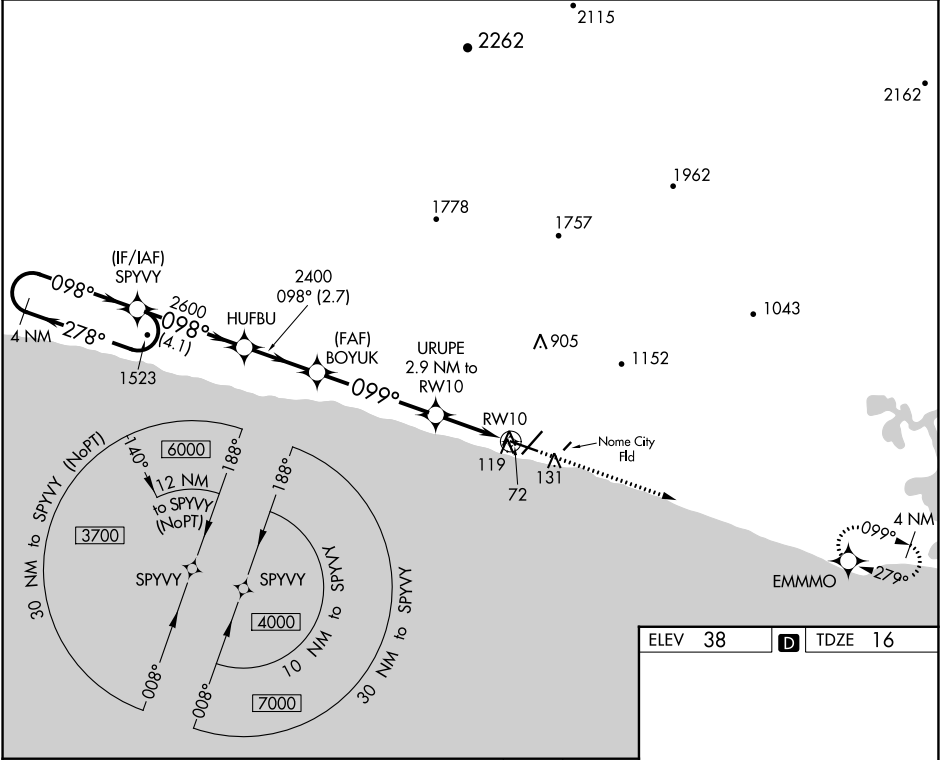 2115
2262
2162
1962
1778
1757
(IF/IAF)
SPYVY
098°
2600
098°
(4.1)
2400
098° (2.7)
HUFBU
1043
278°
4 NM
1523
(FAF)
BOYUK
URUPE
2.9 NM to
RW10
905
1152
099°
RW10
119
72
131
Nome City
Fld
30 NM to SPYVY (NoPT)
140°
6000
188°
12 NM
to SPYVY
(NoPT)
3700
SPYVY
008°
188°
SPYVY
4000
10 NM to SPYVY
30 NM to SPYVY
7000
008°
099°
4 NM
279°
EMMMO
ELEV 38
D
TDZE 16